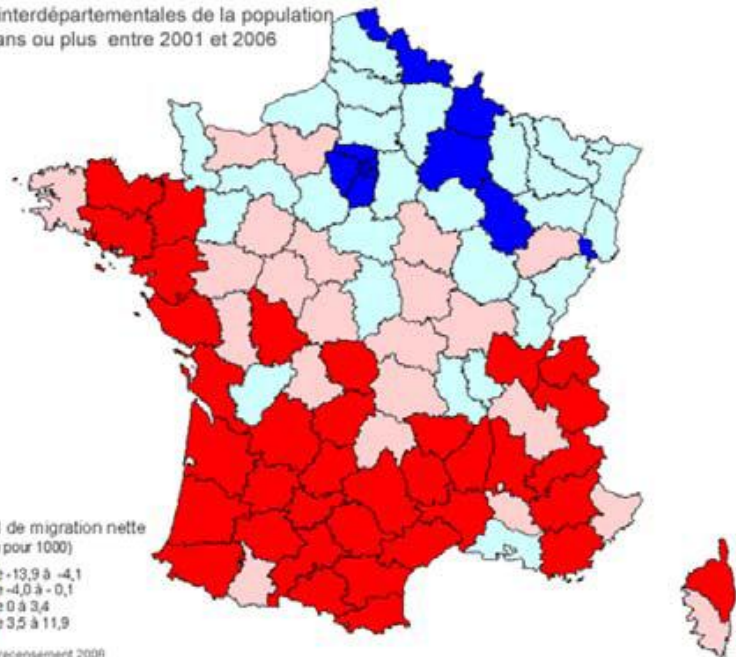 interdépartementales de la population
ans ou plus entre 2001 et 2006
de migration nette
pour 1000)
-13,9 à -4,1
-4,0 à - 0,1
0 à 3,4
3,5 à 11,9
recensement 2006